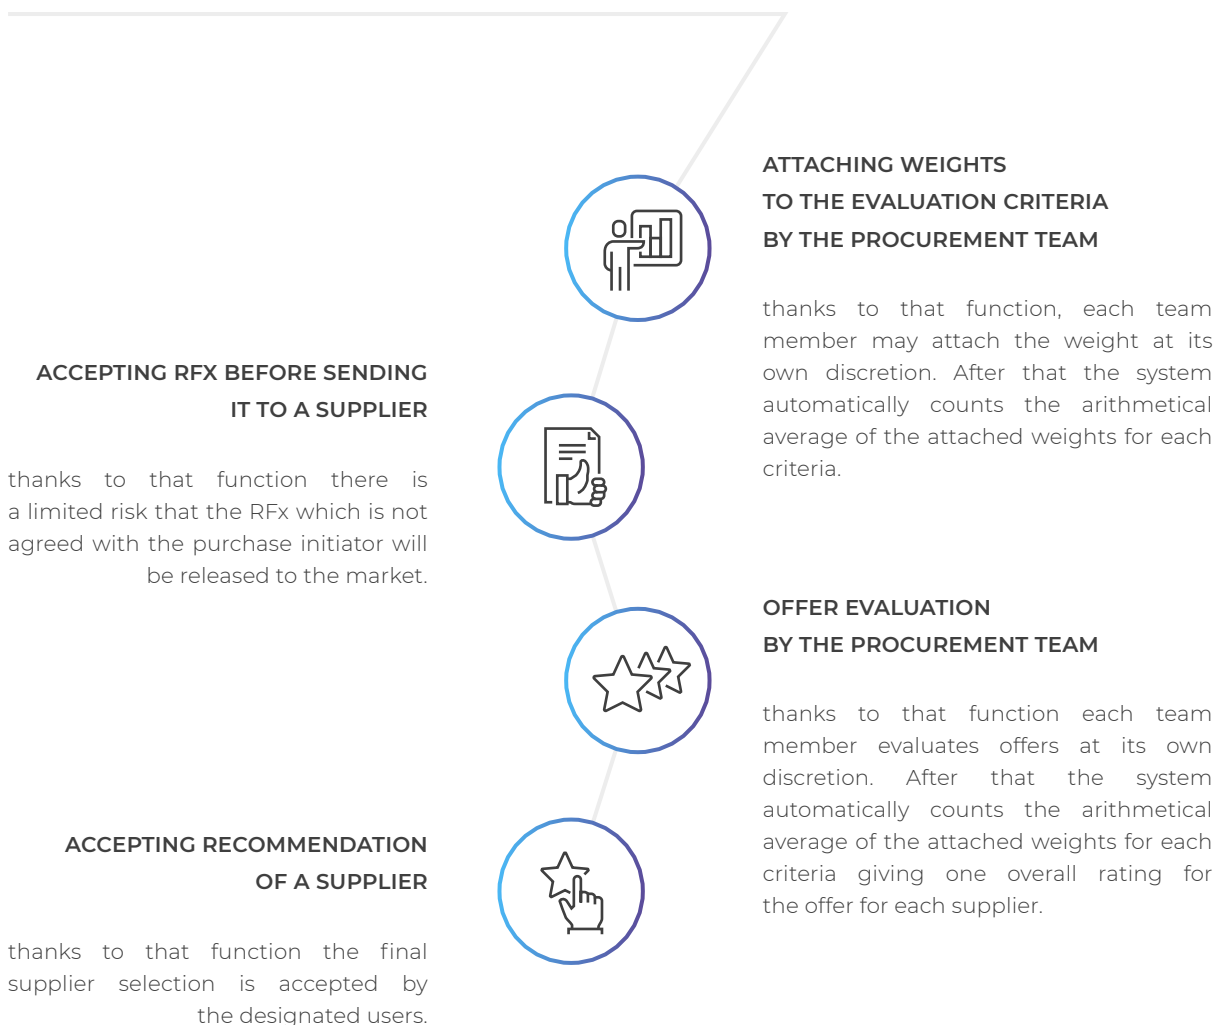 ATTACHING WEIGHTS
TO THE EVALUATION CRITERIA
BY THE PROCUREMENT TEAM
thanks to that function, each team
member may attach the weight at its
own discretion. After that the system
automatically counts the arithmetical
average of the attached weights for each
criteria.
ACCEPTING RFX BEFORE SENDING
IT TO A SUPPLIER
thanks to that function there is
a limited risk that the RFx which is not
agreed with the purchase initiator will
be released to the market.
OFFER EVALUATION
BY THE PROCUREMENT TEAM
thanks to that function each team
member evaluates offers at its own
discretion. After that the system
automatically counts the arithmetical
average of the attached weights for each
criteria giving one overall rating for
the offer for each supplier.
ACCEPTING RECOMMENDATION
OF A SUPPLIER
thanks to that function the final
supplier selection is accepted by
the designated users.